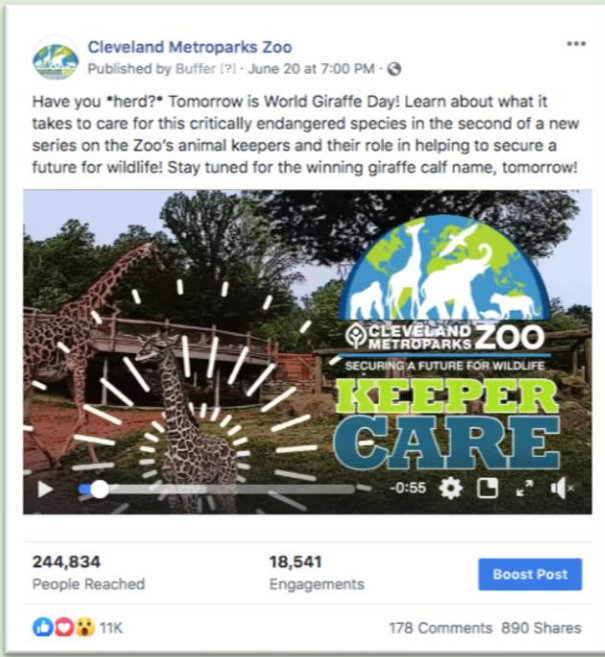 Cleveland Metroparks Zoo
Published by Buffer [?] · June 20 at 7:00 PM ·
Have you *herd?* Tomorrow is World Giraffe Day! Learn about what it
takes to care for this critically endangered species in the second of a new
series on the Zoo's animal keepers and their role in helping to secure a
future for wildlife! Stay tuned for the winning giraffe calf name, tomorrow!
CLEVELAND METROPARKS ZOO
SECURING A FUTURE FOR WILDLIFE
KEEPER
CARE
-0:55
244,834
People Reached
18,541
Engagements
Boost Post
11K
178 Comments 890 Shares